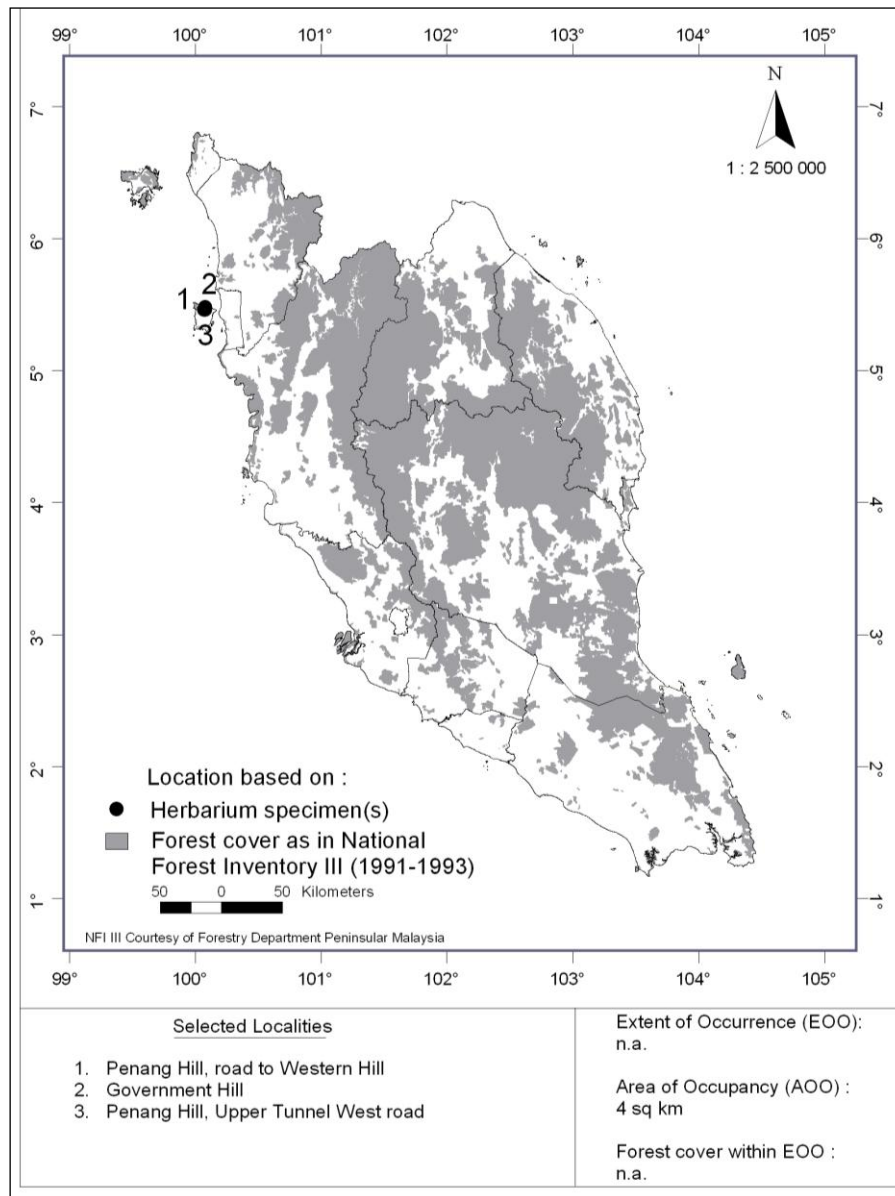 99° 100° 101° 102° 103° 104° 105°
N
7° 7°
1 : 2 500 000
6° 6°
2
1
3
5° 5°
4° 4°
3° 3°
2° 2°
Location based on :
Herbarium specimen(s)
Forest cover as in National
Forest Inventory III (1991-1993)
50 0 50 Kilometers
1° 1°
NFI III Courtesy of Forestry Department Peninsular Malaysia
99° 100° 101° 102° 103° 104° 105°
Selected Localities
1. Penang Hill, road to Western Hill
2. Government Hill
3. Penang Hill, Upper Tunnel West road
Extent of Occurrence (EOO):
n.a.
Area of Occupancy (AOO) :
4 sq km
Forest cover within EOO :
n.a.